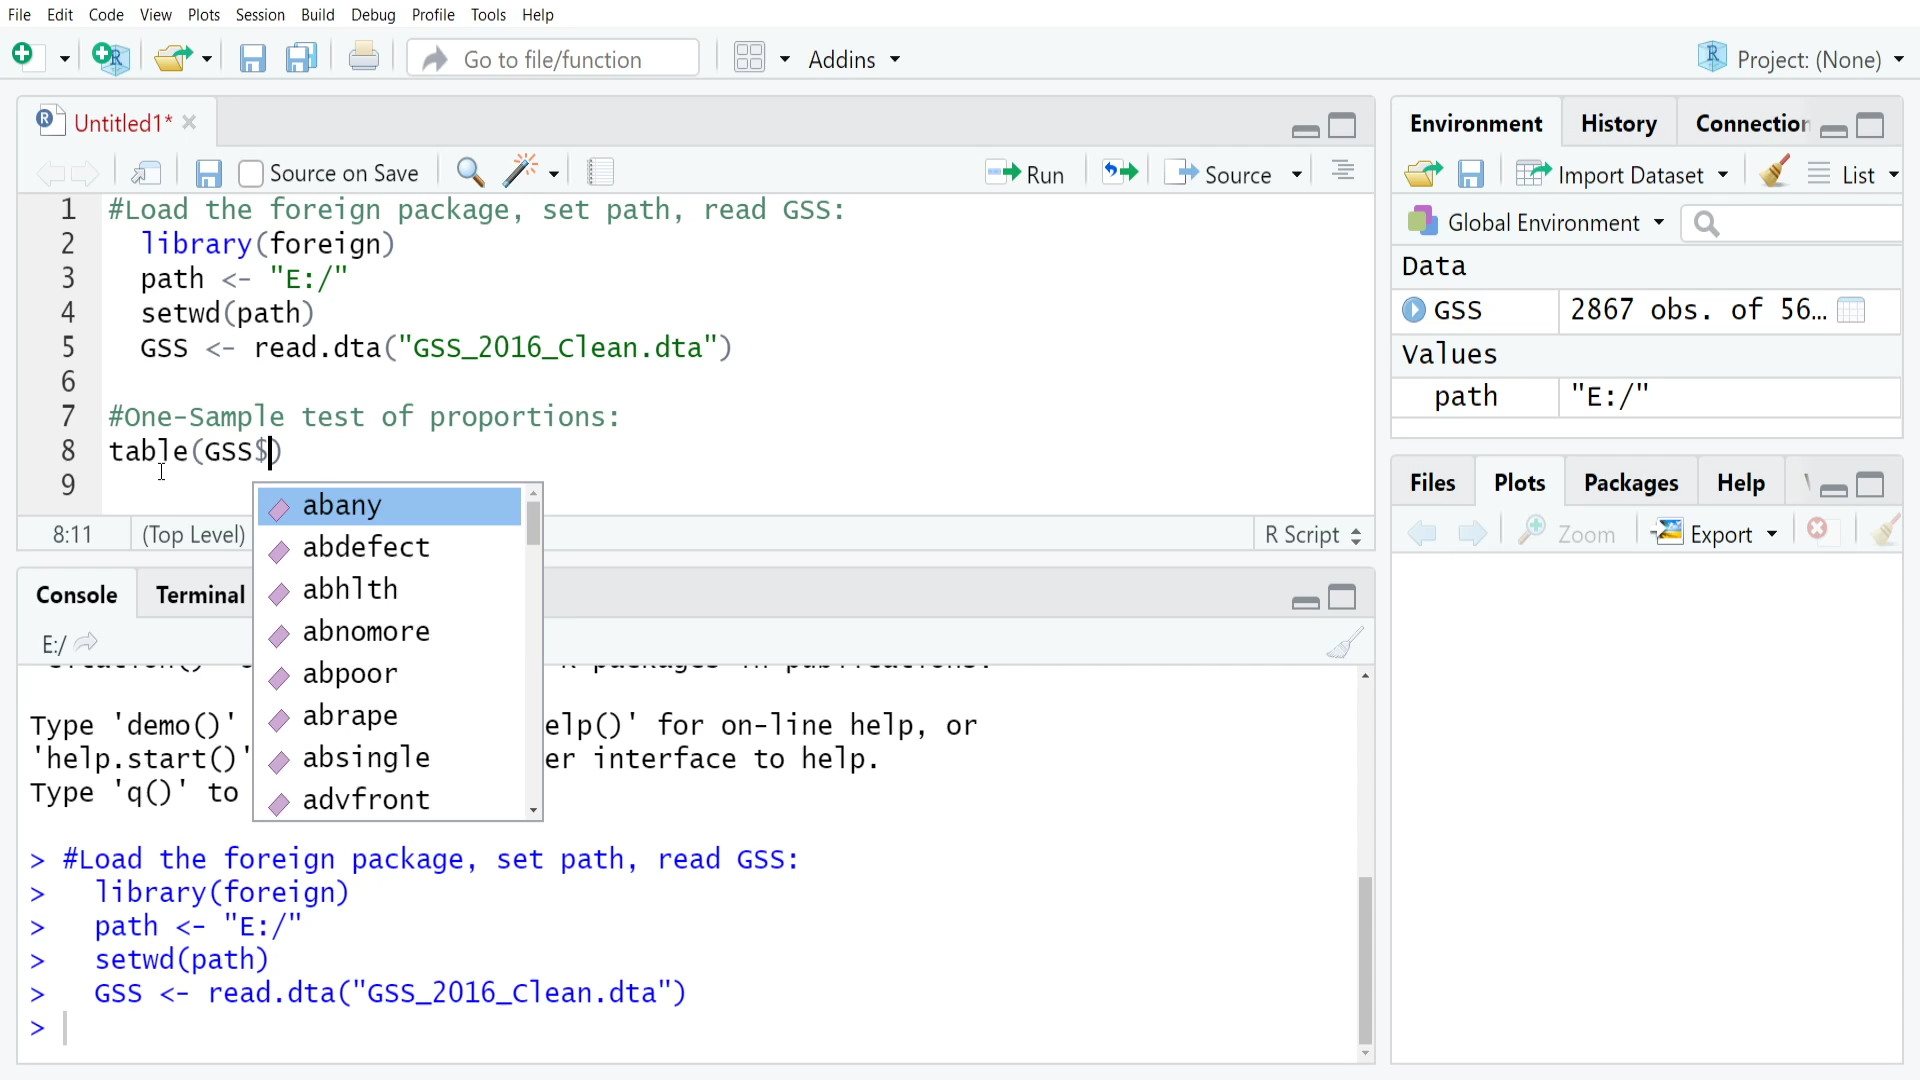 File Edit Code View Plots Session Build Debug Profile Tools Help
Go to file/function Addins Project: (None)
Untitled1*
Source on Save Run Source
1 #Load the foreign package, set path, read GSS:
2 library(foreign)
3 path <- "E:/"
4 setwd(path)
5 GSS <- read.dta("GSS_2016_Clean.dta")
6
7 #One-Sample test of proportions:
8 table(GSS$)
9
8:11 (Top Level) R Script
abany
abdefect
abhlth
abnomore
abpoor
abrape
absingle
advfront
Console Terminal
E:/
Type 'demo()' elp()' for on-line help, or
'help.start()' er interface to help.
Type 'q()' to
> #Load the foreign package, set path, read GSS:
> library(foreign)
> path <- "E:/"
> setwd(path)
> GSS <- read.dta("GSS_2016_Clean.dta")
>
Environment History Connection
Import Dataset List
Global Environment
Data
GSS 2867 obs. of 56…
Values
path "E:/"
Files Plots Packages Help
Zoom Export